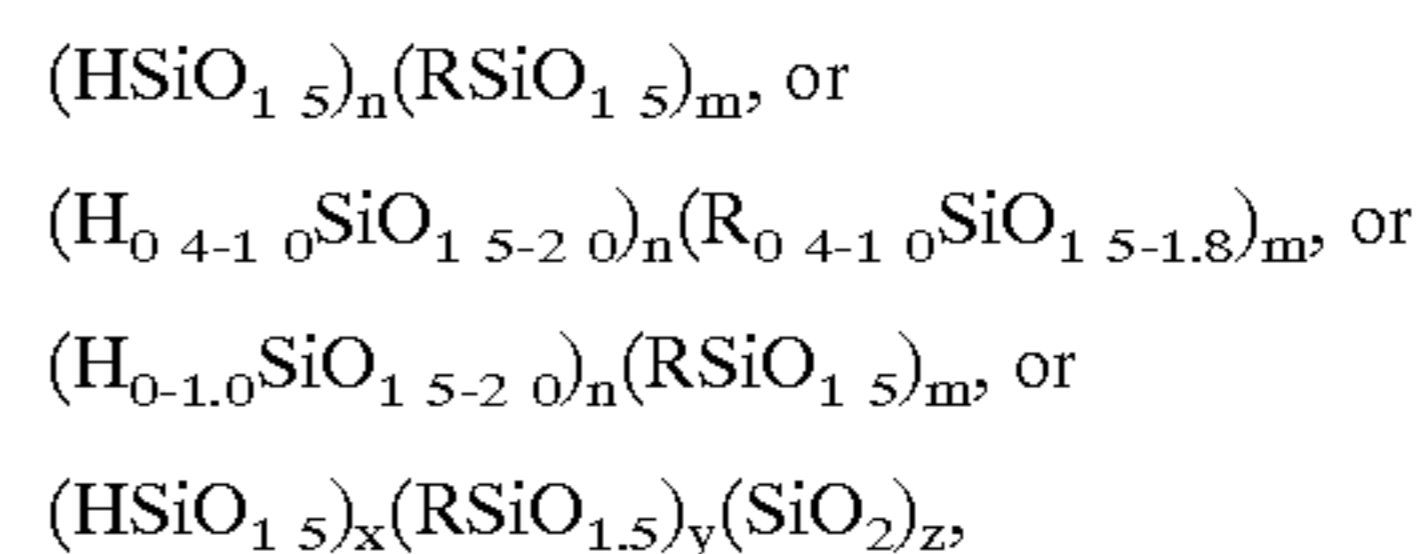 (HSiO₁ ₅)ₙ(RSiO₁ ₅)ₘ, or
(H₀ ₄₋₁ ₀SiO₁ ₅₋₂ ₀)ₙ(R₀ ₄₋₁ ₀SiO₁ ₅₋₁.₈)ₘ, or
(H₀₋₁.₀SiO₁ ₅₋₂ ₀)ₙ(RSiO₁ ₅)ₘ, or
(HSiO₁ ₅)ₓ(RSiO₁.₅)y(SiO₂)z,